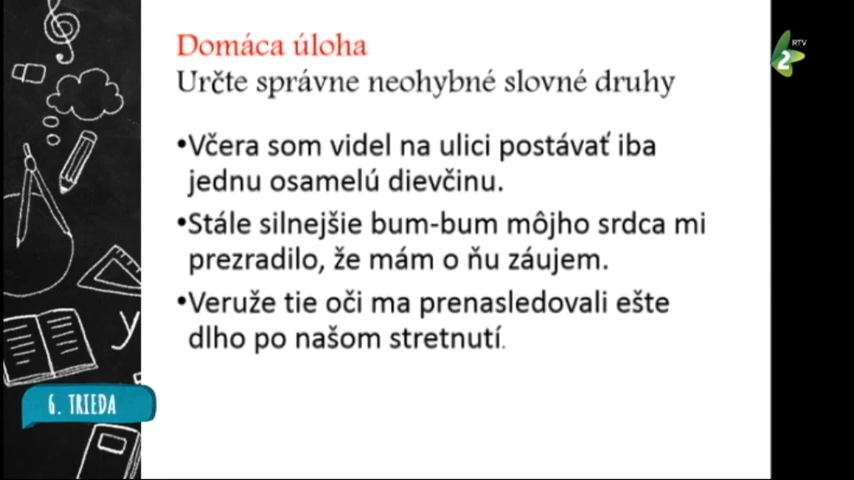 Domáca úloha
Určte správne neohybné slovné druhy
•Včera som videl na ulici postávať iba
jednu osamelú dievčinu.
•Stále silnejšie bum-bum môjho srdca mi
prezradilo, že mám o ňu záujem.
•Veruže tie oči ma prenasledovali ešte
dlho po našom stretnutí.
6. TRIEDA
RTV
2
y